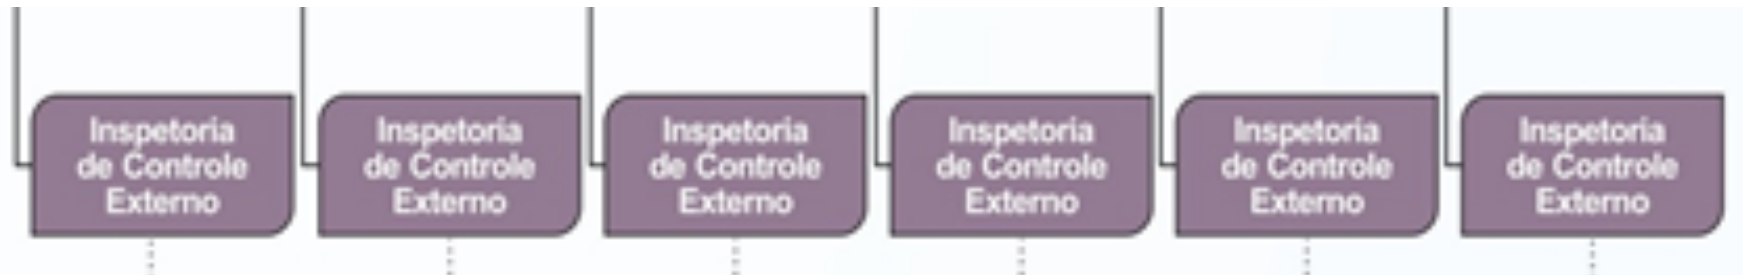 Inspetoria
de Controle
Externo
Inspetoria
de Controle
Externo
Inspetoria
de Controle
Externo
Inspetoria
de Controle
Externo
Inspetoria
de Controle
Externo
Inspetoria
de Controle
Externo